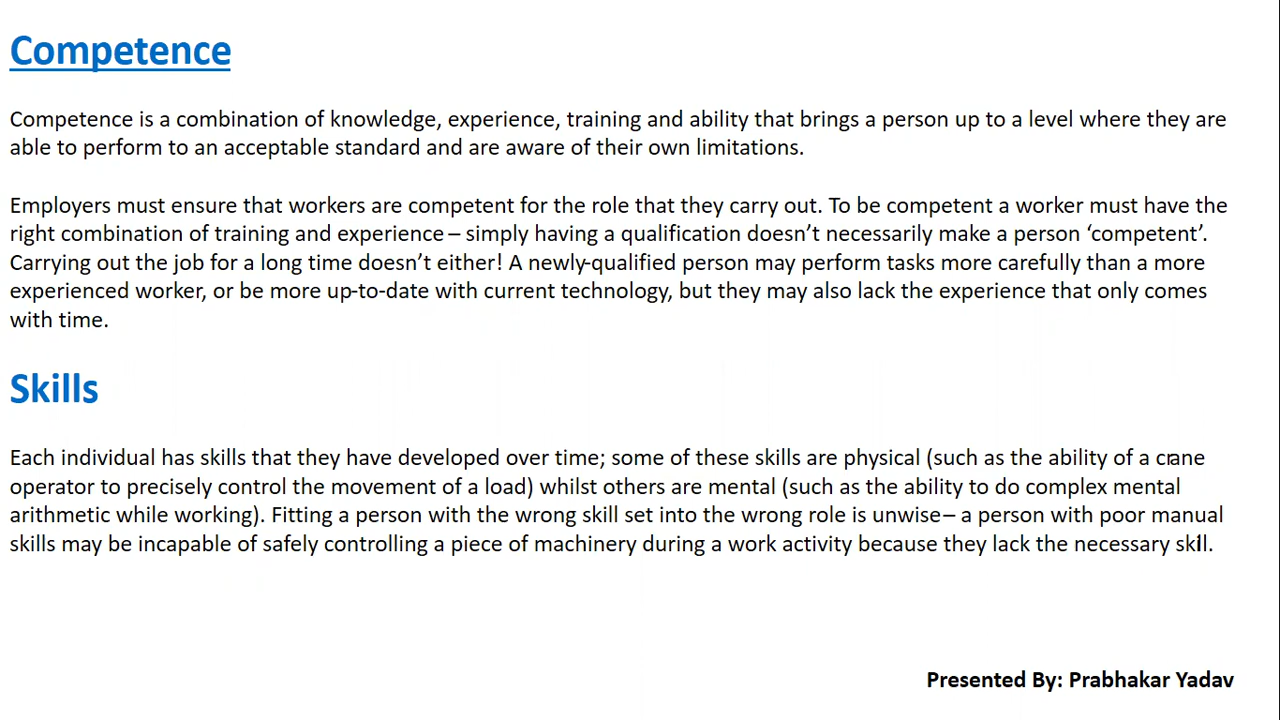 Competence
Competence is a combination of knowledge, experience, training and ability that brings a person up to a level where they are
able to perform to an acceptable standard and are aware of their own limitations.
Employers must ensure that workers are competent for the role that they carry out. To be competent a worker must have the
right combination of training and experience – simply having a qualification doesn’t necessarily make a person ‘competent’.
Carrying out the job for a long time doesn’t either! A newly-qualified person may perform tasks more carefully than a more
experienced worker, or be more up-to-date with current technology, but they may also lack the experience that only comes
with time.
Skills
Each individual has skills that they have developed over time; some of these skills are physical (such as the ability of a crane
operator to precisely control the movement of a load) whilst others are mental (such as the ability to do complex mental
arithmetic while working). Fitting a person with the wrong skill set into the wrong role is unwise – a person with poor manual
skills may be incapable of safely controlling a piece of machinery during a work activity because they lack the necessary skill.
Presented By: Prabhakar Yadav